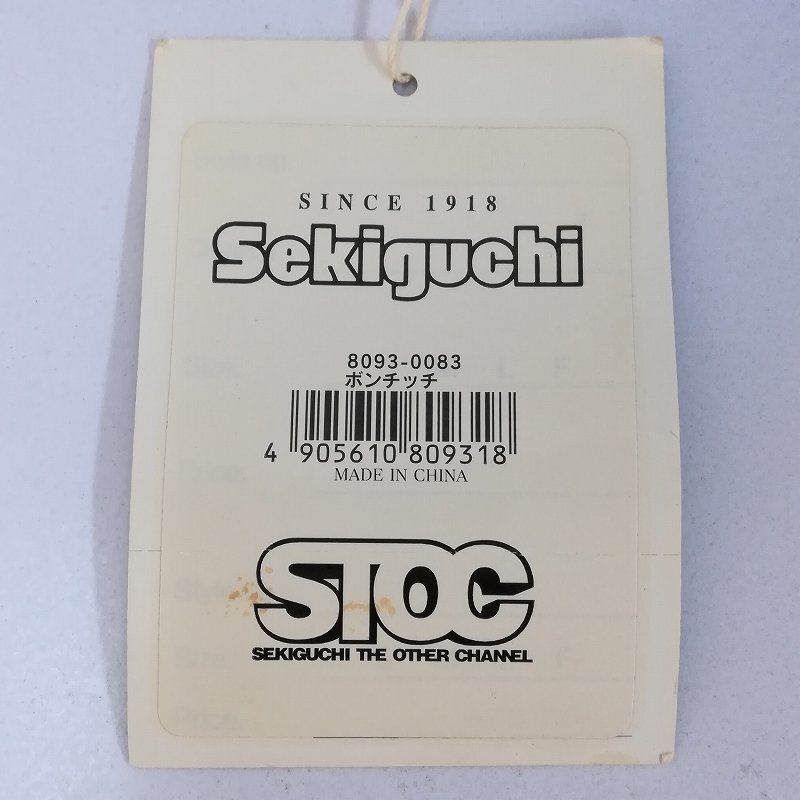 SINCE 1918
Sekiguchi
8093-0083
ボンチッチ
4 905610 809318
MADE IN CHINA
STOC
SEKIGUCHI THE OTHER CHANNEL